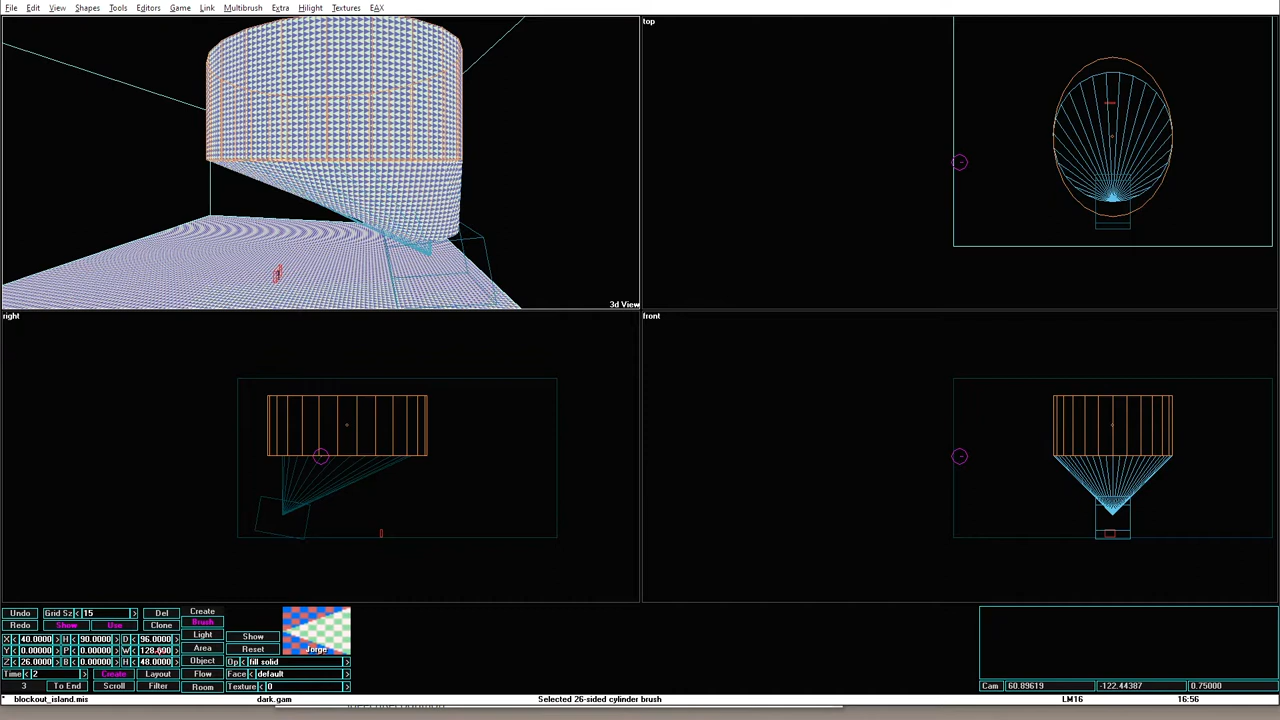 File Edit View Shapes Tools Editors Game Link Multibrush Extra Hilight Textures EAX
top
3d View
right
front
Undo Grid Sz 15 Del Create
Redo Show Use Clone Brush
X 40.0000 H 90.0000 D 96.0000 Light
Y 0.00000 P 0.00000 W 128.000 Area
Z 26.0000 B 0.00000 H 48.0000 Object
Time 2 Create Layout Flow
3 To End Scroll Filter Room
Show
Reset
Op fill solid
Face default
Texture 0
Jorge
Cam 60.89619 -122.44387 0.75000
* blockout_island.mis dark.gam Selected 26-sided cylinder brush LM16 16:56